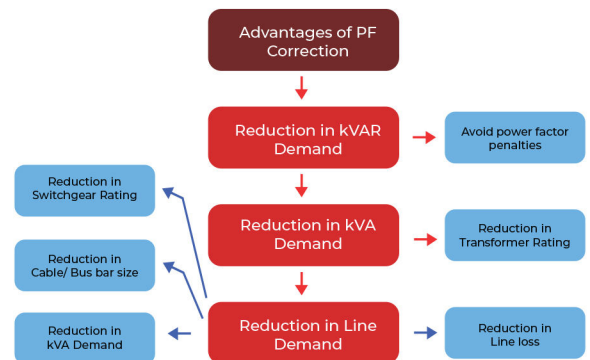 Advantages of PF
Correction
Reduction in kVAR
Demand
Avoid power factor
penalties
Reduction in
Switchgear Rating
Reduction in kVA
Demand
Reduction in
Transformer Rating
Reduction in
Cable/ Bus bar size
Reduction in Line
Demand
Reduction in
kVA Demand
Reduction in
Line loss